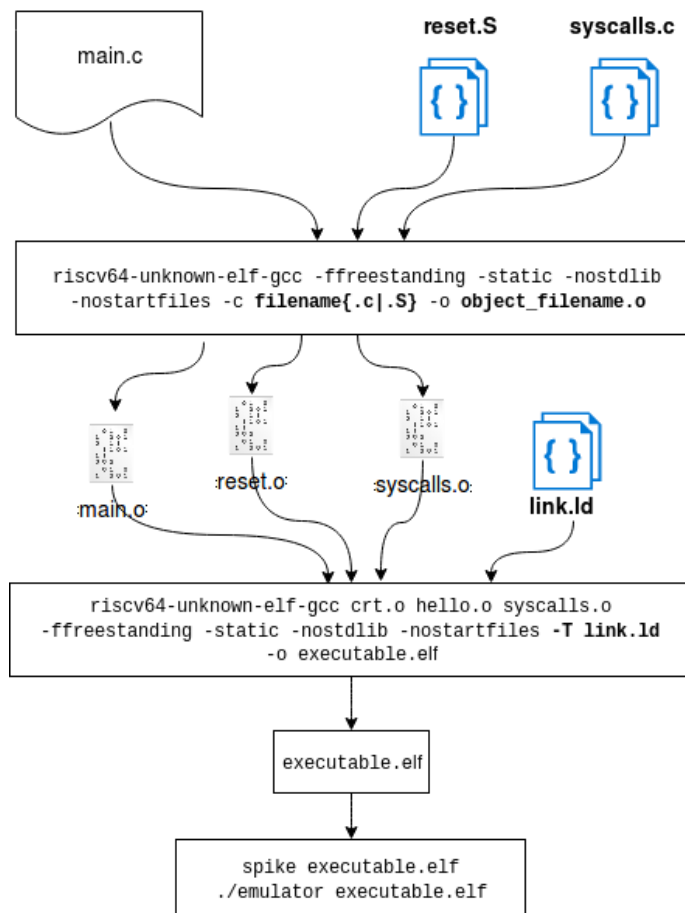 main.c
reset.S
syscalls.c
{ }
{ }
riscv64-unknown-elf-gcc -ffreestanding -static -nostdlib
-nostartfiles -c filename{.c|.S} -o object_filename.o
main.o
reset.o
syscalls.o
{ }
link.ld
riscv64-unknown-elf-gcc crt.o hello.o syscalls.o
-ffreestanding -static -nostdlib -nostartfiles -T link.ld
-o executable.elf
executable.elf
spike executable.elf
./emulator executable.elf